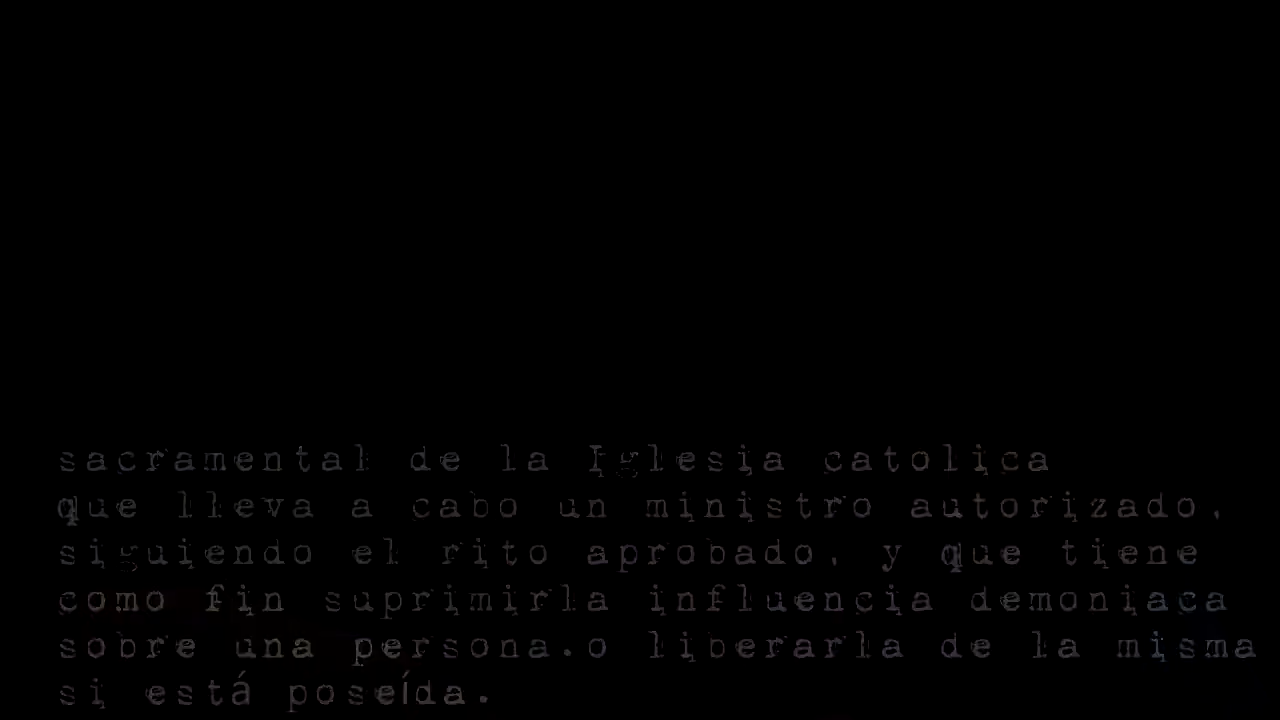 sacramental de la Iglesia catolica
que lleva a cabo un ministro autorizado,
siguiendo el rito aprobado, y que tiene
como fin suprimirla influencia demoniaca
sobre una persona.o liberarla de la misma
si está poseída.